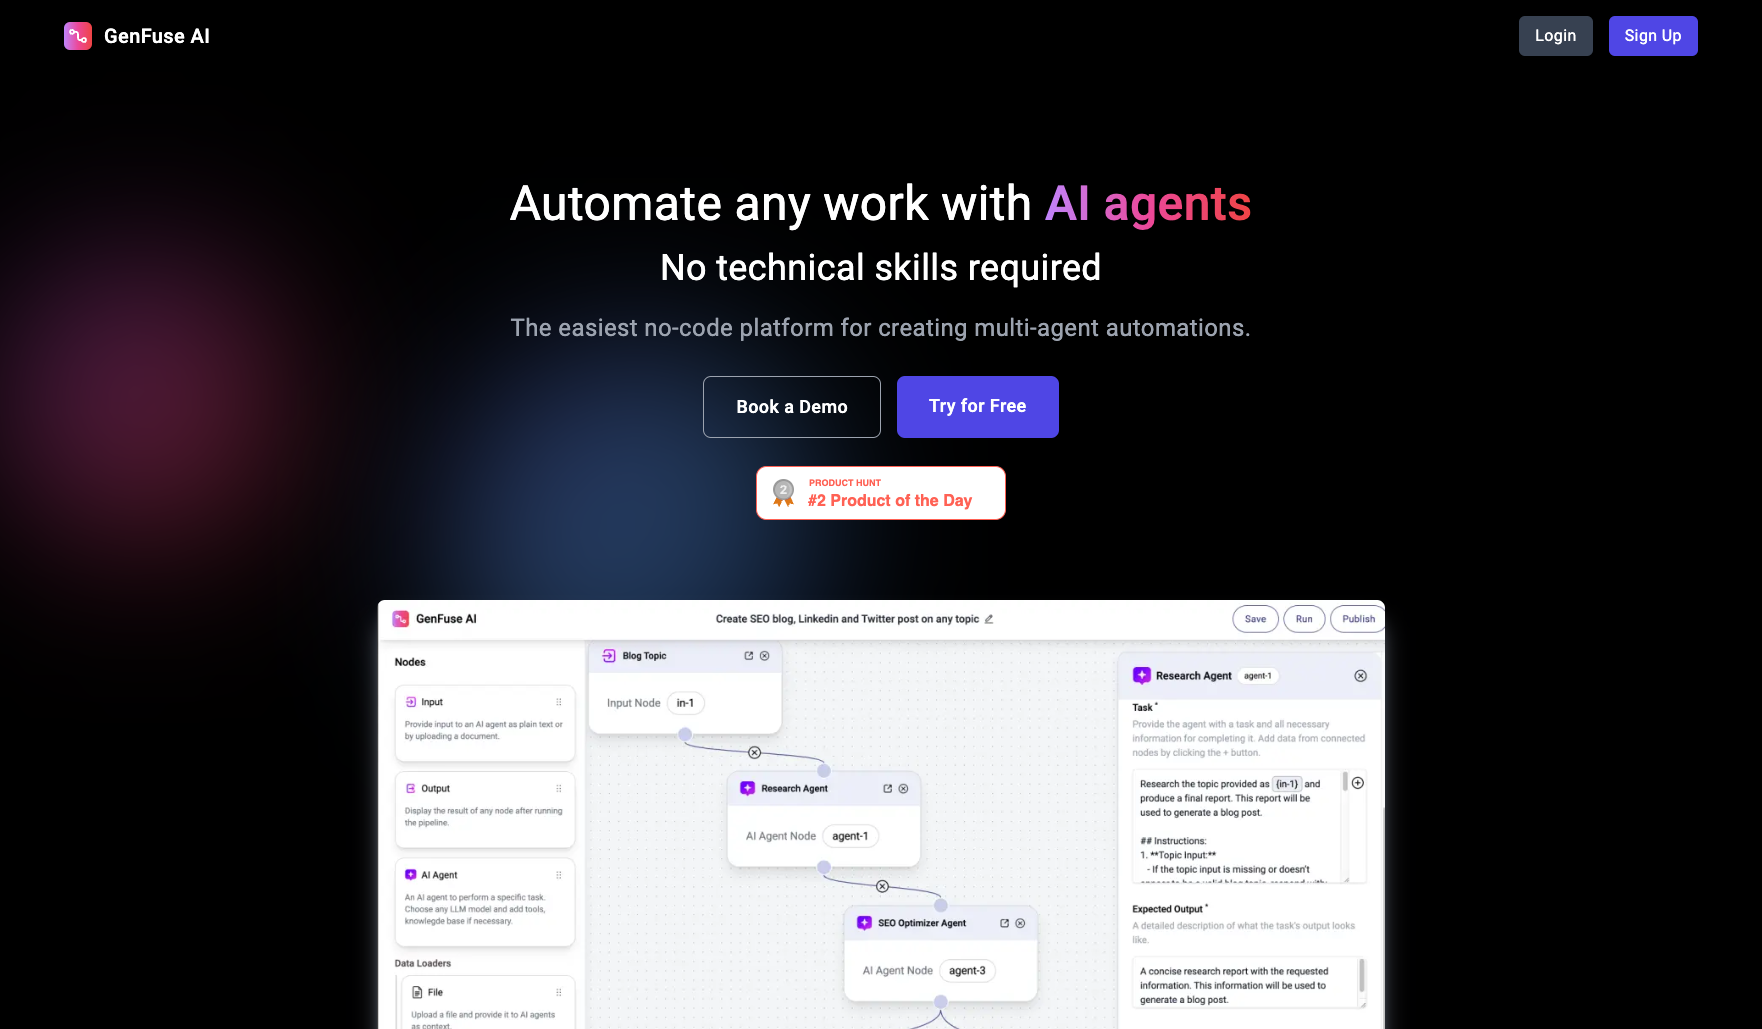 GenFuse AI
Login
Sign Up
Automate any work with AI agents
No technical skills required
The easiest no-code platform for creating multi-agent automations.
Book a Demo
Try for Free
2
PRODUCT HUNT
#2 Product of the Day
GenFuse AI
Create SEO blog, Linkedin and Twitter post on any topic
Save
Run
Publish
Nodes
Input
Provide input to an AI agent as plain text or
by uploading a document.
Output
Display the result of any node after running
the pipeline.
AI Agent
An AI agent to perform a specific task.
Choose any LLM model and add tools,
knowlegde base if necessary.
Data Loaders
File
Upload a file and provide it to AI agents
as context.
Blog Topic
Input Node in-1
Research Agent
AI Agent Node agent-1
SEO Optimizer Agent
AI Agent Node agent-3
Research Agent agent-1
Task *
Provide the agent with a task and all necessary
information for completing it. Add data from connected
nodes by clicking the + button.
Research the topic provided as {in-1} and
produce a final report. This report will be
used to generate a blog post.
## Instructions:
1. **Topic Input:**
- If the topic input is missing or doesn't
appear to be a valid blog topic, respond with
Expected Output *
A detailed description of what the task's output looks
like.
A concise research report with the requested
information. This information will be used to
generate a blog post.